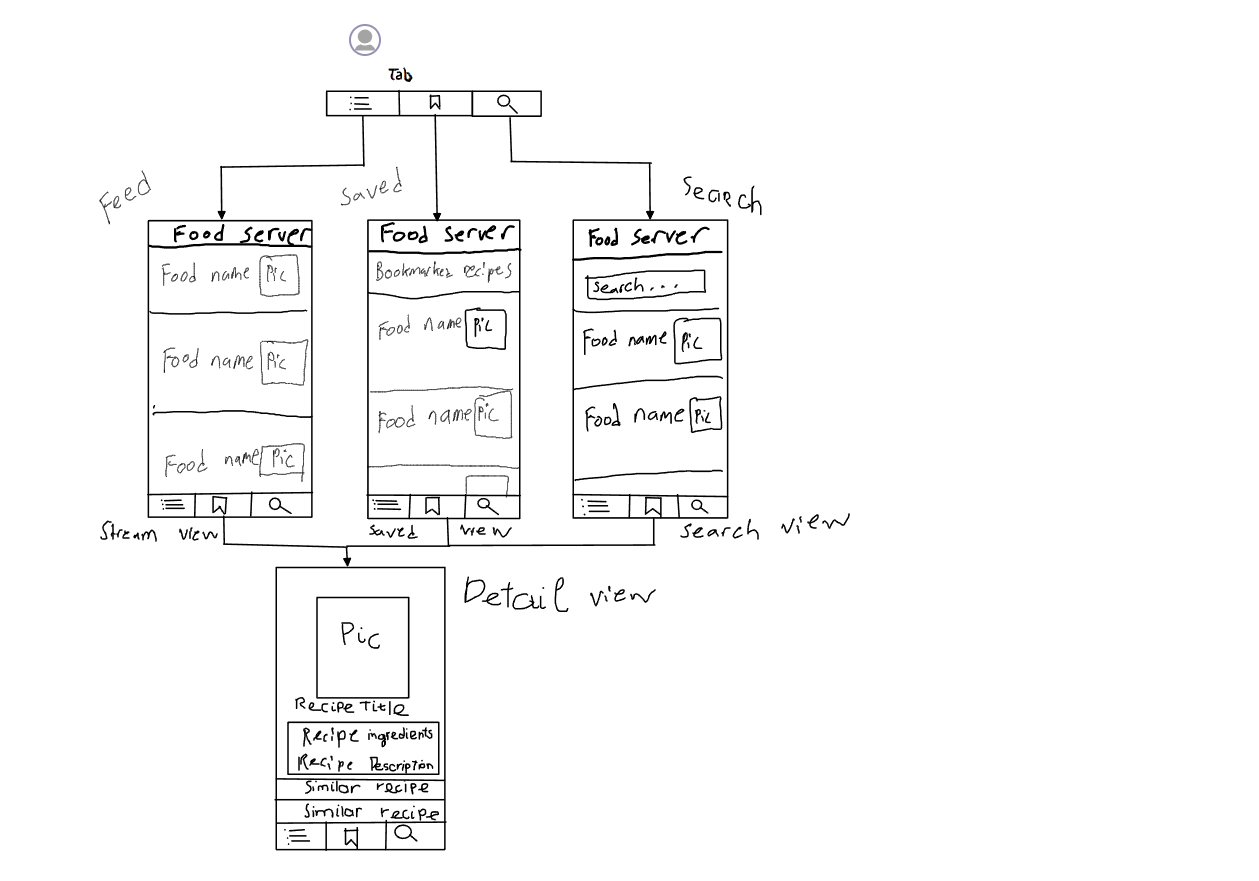 Tab
Feed
Saved
Search
Food server
Food name Pic
Food name Pic
Food name Pic
Stream view
Food server
Bookmarked recipes
Food name Pic
Food name Pic
Saved view
Food server
Search...
Food name Pic
Food name Pic
Search view
Detail view
Pic
Recipe Title
Recipe ingredients
Recipe Description
Similar recipe
Similar recipe